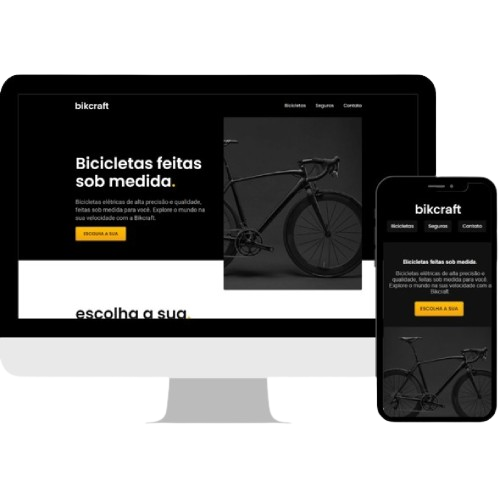 bikcraft
Bicicletas Seguros Contato
Bicicletas feitas
sob medida.
Bicicletas elétricas de alta precisão e qualidade,
feitas sob medida para você. Explore o mundo na
sua velocidade com a Bikcraft.
ESCOLHA A SUA
escolha a sua.
bikcraft
Bicicletas Seguros Contato
Bicicletas feitas sob medida.
Bicicletas elétricas de alta precisão e
qualidade, feitas sob medida para você.
Explore o mundo na sua velocidade com a
Bikcraft.
ESCOLHA A SUA